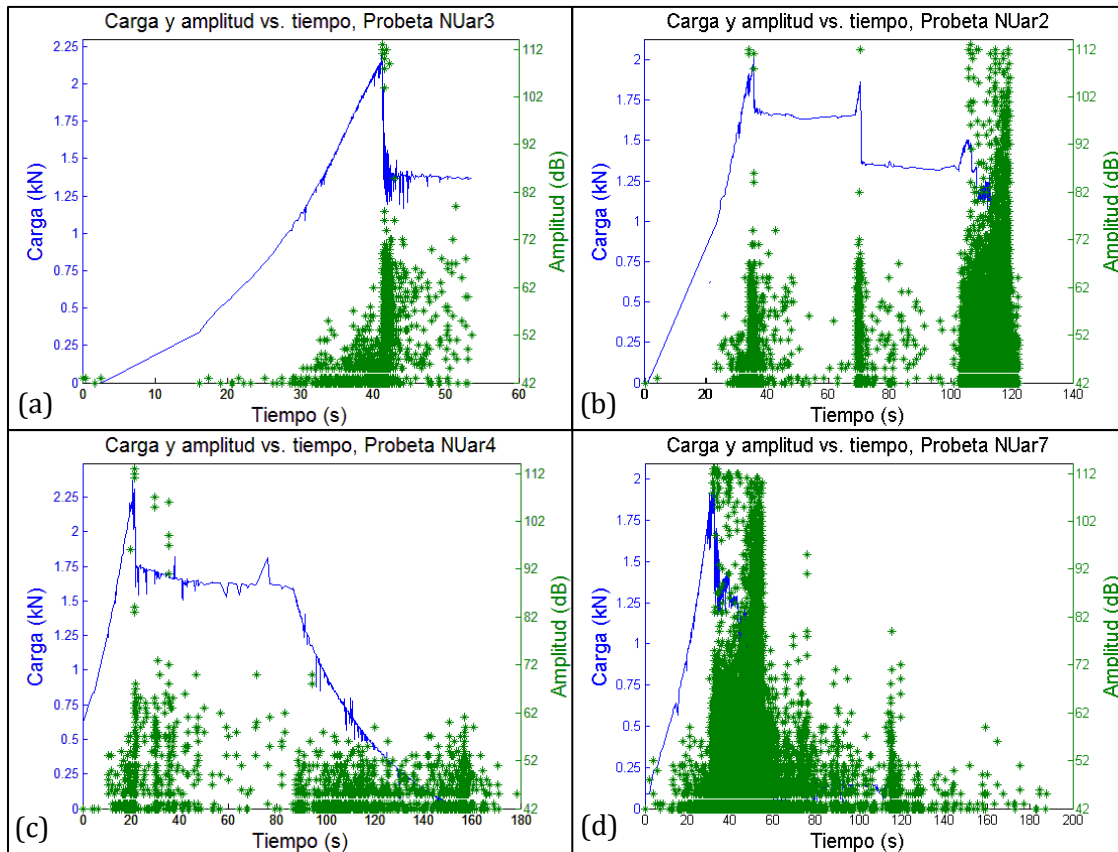 Carga y amplitud vs. tiempo, Probeta NUar3
2.25
2
1.75
1.5
1.25
1
0.75
0.5
0.25
0
Carga (kN)
112
102
92
82
72
62
52
42
Amplitud (dB)
0 10 20 30 40 50 60
Tiempo (s)
(a)
Carga y amplitud vs. tiempo, Probeta NUar2
2
1.75
1.5
1.25
1
0.75
0.5
0.25
0
Carga (kN)
112
102
92
82
72
62
52
42
Amplitud (dB)
0 20 40 60 80 100 120 140
Tiempo (s)
(b)
Carga y amplitud vs. tiempo, Probeta NUar4
2.25
2
1.75
1.5
1.25
1
0.75
0.5
0.25
0
Carga (kN)
112
102
92
82
72
62
52
42
Amplitud (dB)
0 20 40 60 80 100 120 140 160 180
Tiempo (s)
(c)
Carga y amplitud vs. tiempo, Probeta NUar7
2
1.75
1.5
1.25
1
0.75
0.5
0.25
0
Carga (kN)
112
102
92
82
72
62
52
42
Amplitud (dB)
0 20 40 60 80 100 120 140 160 180 200
Tiempo (s)
(d)